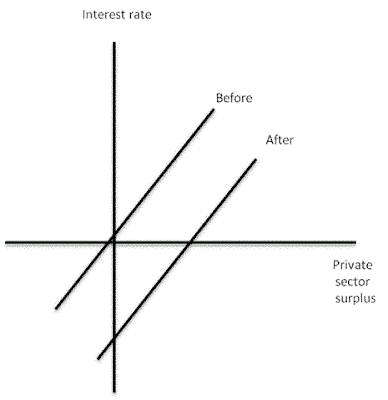 Interest rate
Before
After
Private
sector
surplus